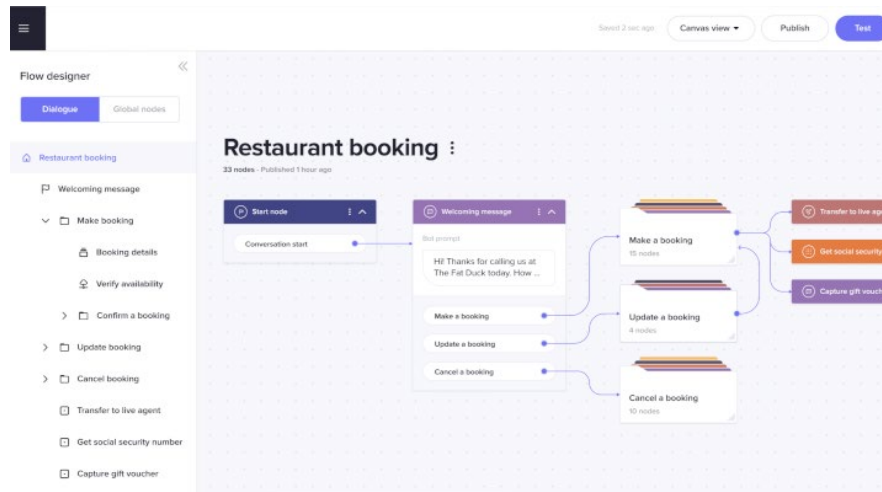 Saved 2 sec ago
Canvas view
Publish
Test
Flow designer
Dialogue
Global nodes
Restaurant booking
Welcoming message
Make booking
Booking details
Verify availability
Confirm a booking
Update booking
Cancel booking
Transfer to live agent
Get social security number
Capture gift voucher
Restaurant booking
33 nodes - Published 1 hour ago
Start node
Conversation start
Welcoming message
Bot prompt
Hi! Thanks for calling us at
The Fat Duck today. How ...
Make a booking
Update a booking
Cancel a booking
Make a booking
15 nodes
Update a booking
4 nodes
Cancel a booking
10 nodes
Transfer to live age
Get social security
Capture gift vouch